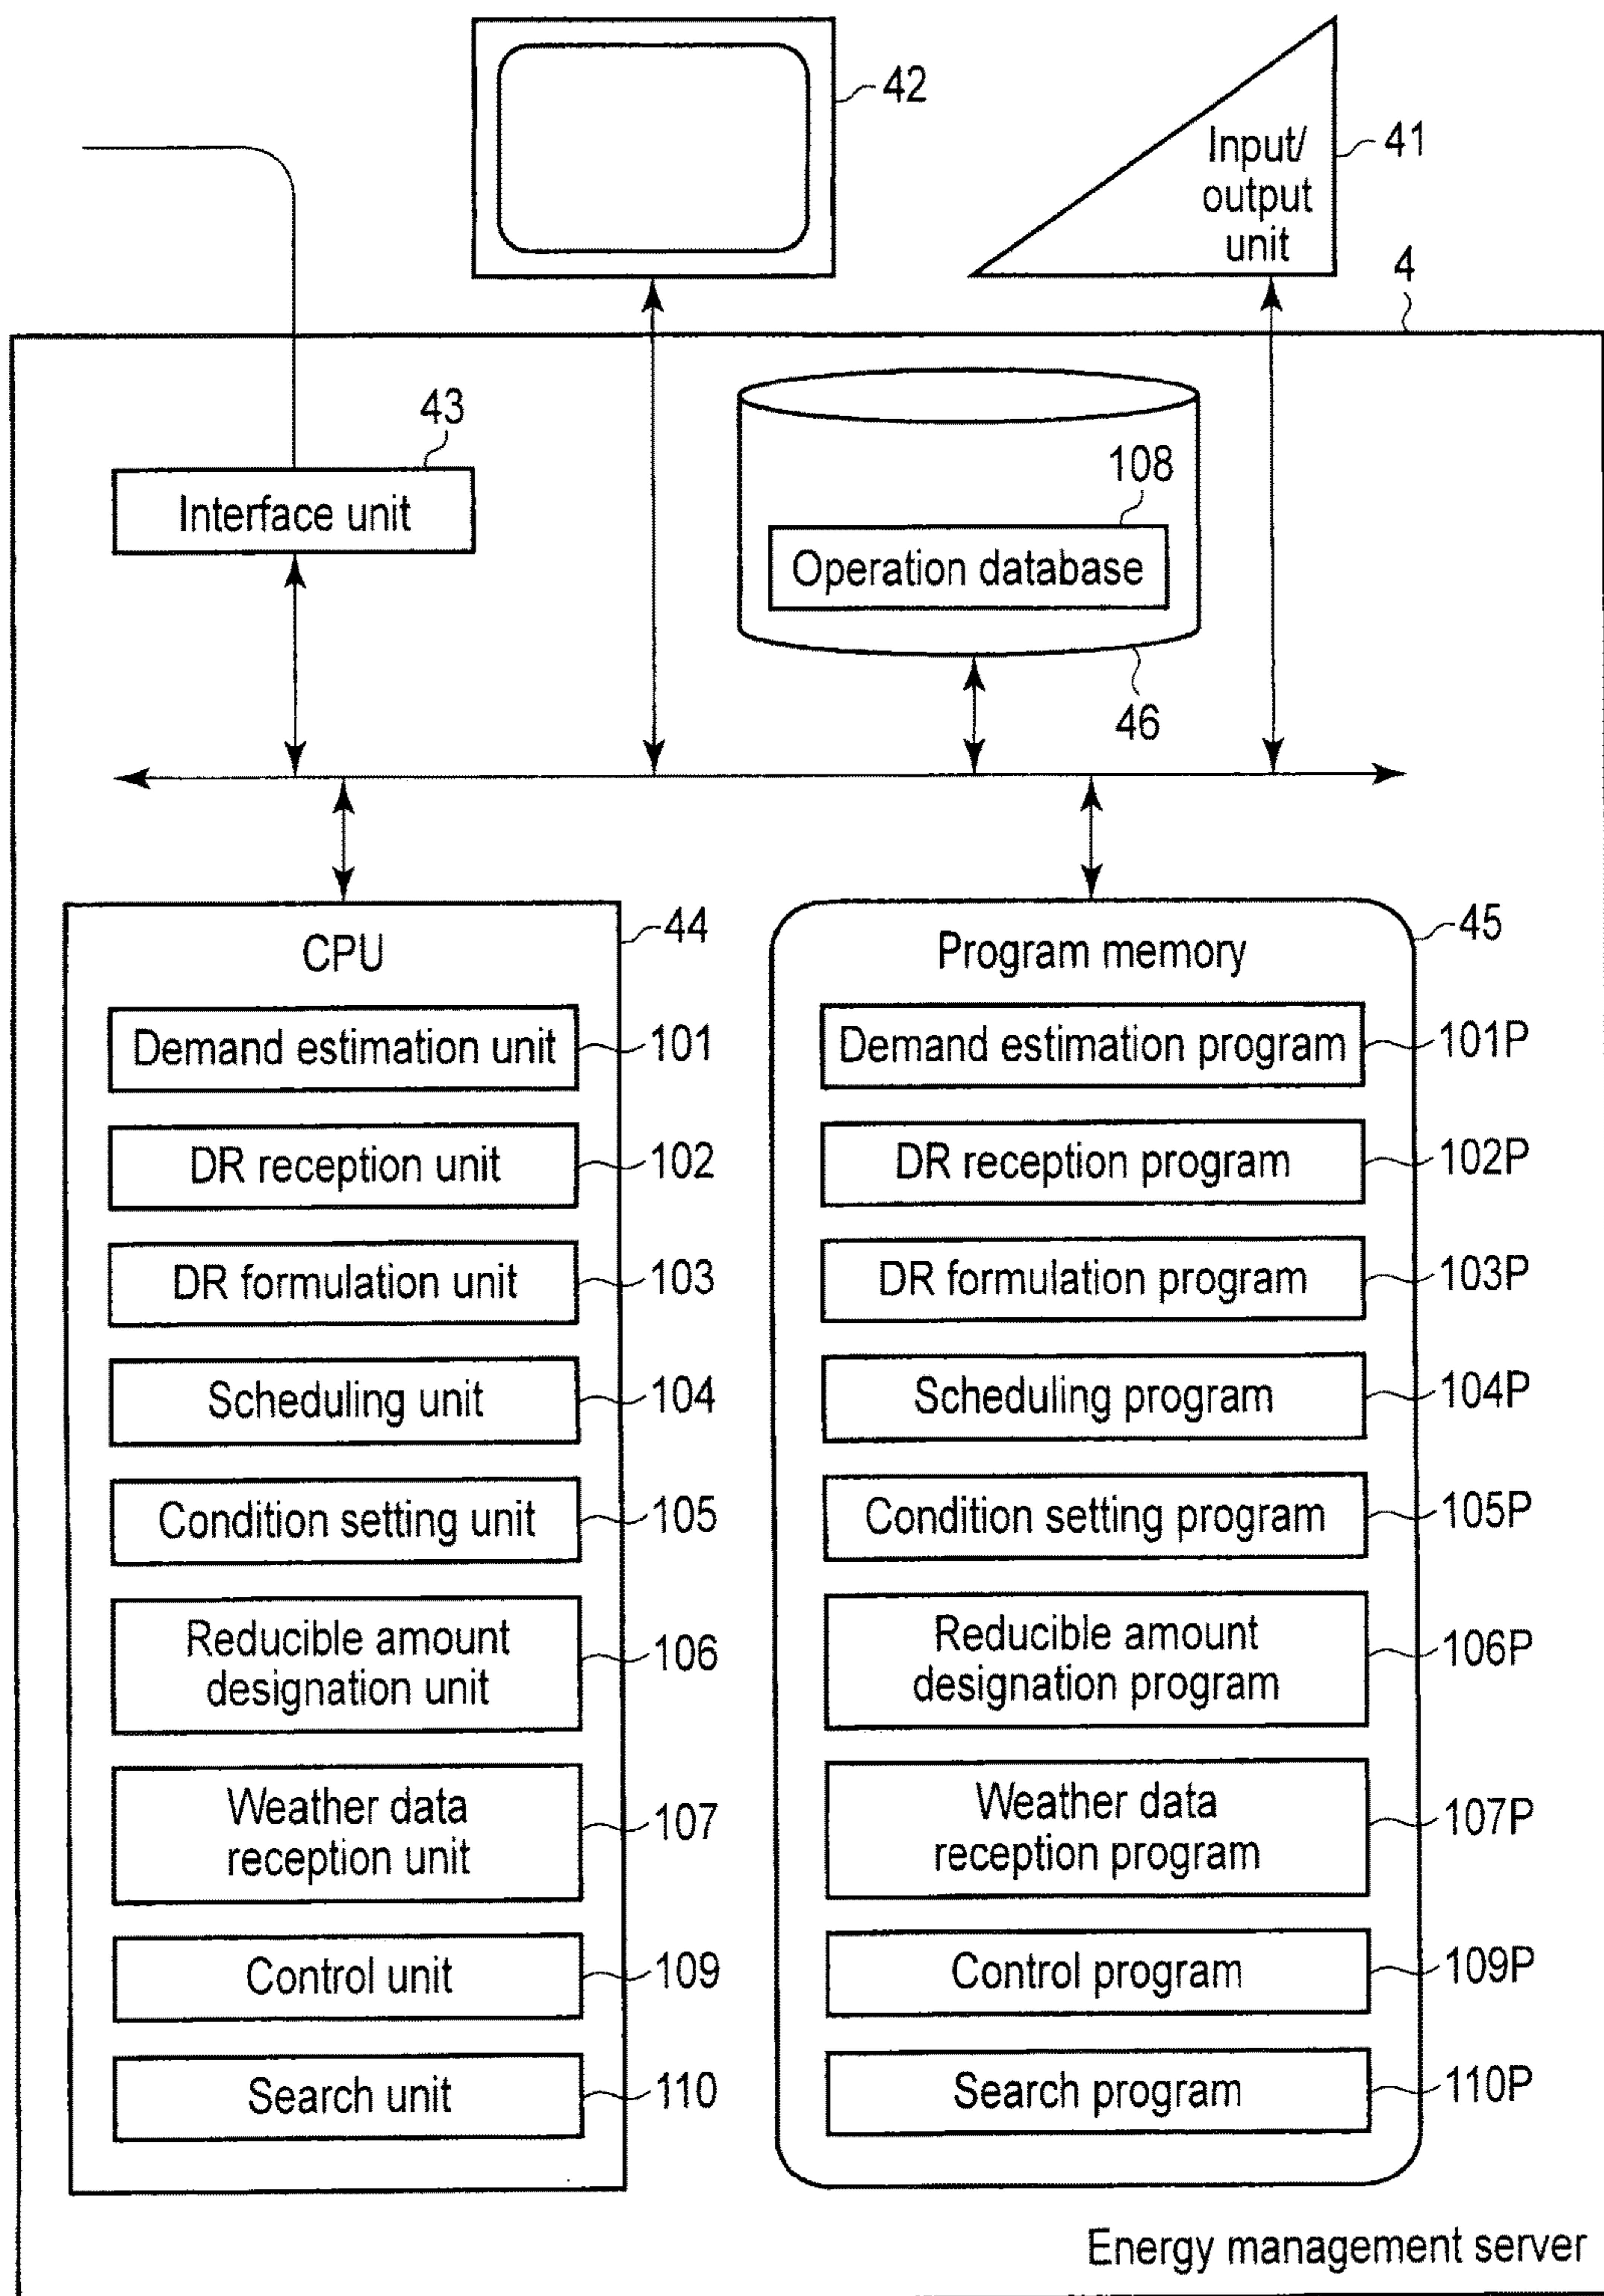 42
Input/
output
unit
41
4
43
Interface unit
108
Operation database
46
CPU
44
Demand estimation unit
101
DR reception unit
102
DR formulation unit
103
Scheduling unit
104
Condition setting unit
105
Reducible amount
designation unit
106
Weather data
reception unit
107
Control unit
109
Search unit
110
Program memory
45
Demand estimation program
101P
DR reception program
102P
DR formulation program
103P
Scheduling program
104P
Condition setting program
105P
Reducible amount
designation program
106P
Weather data
reception program
107P
Control program
109P
Search program
110P
Energy management server